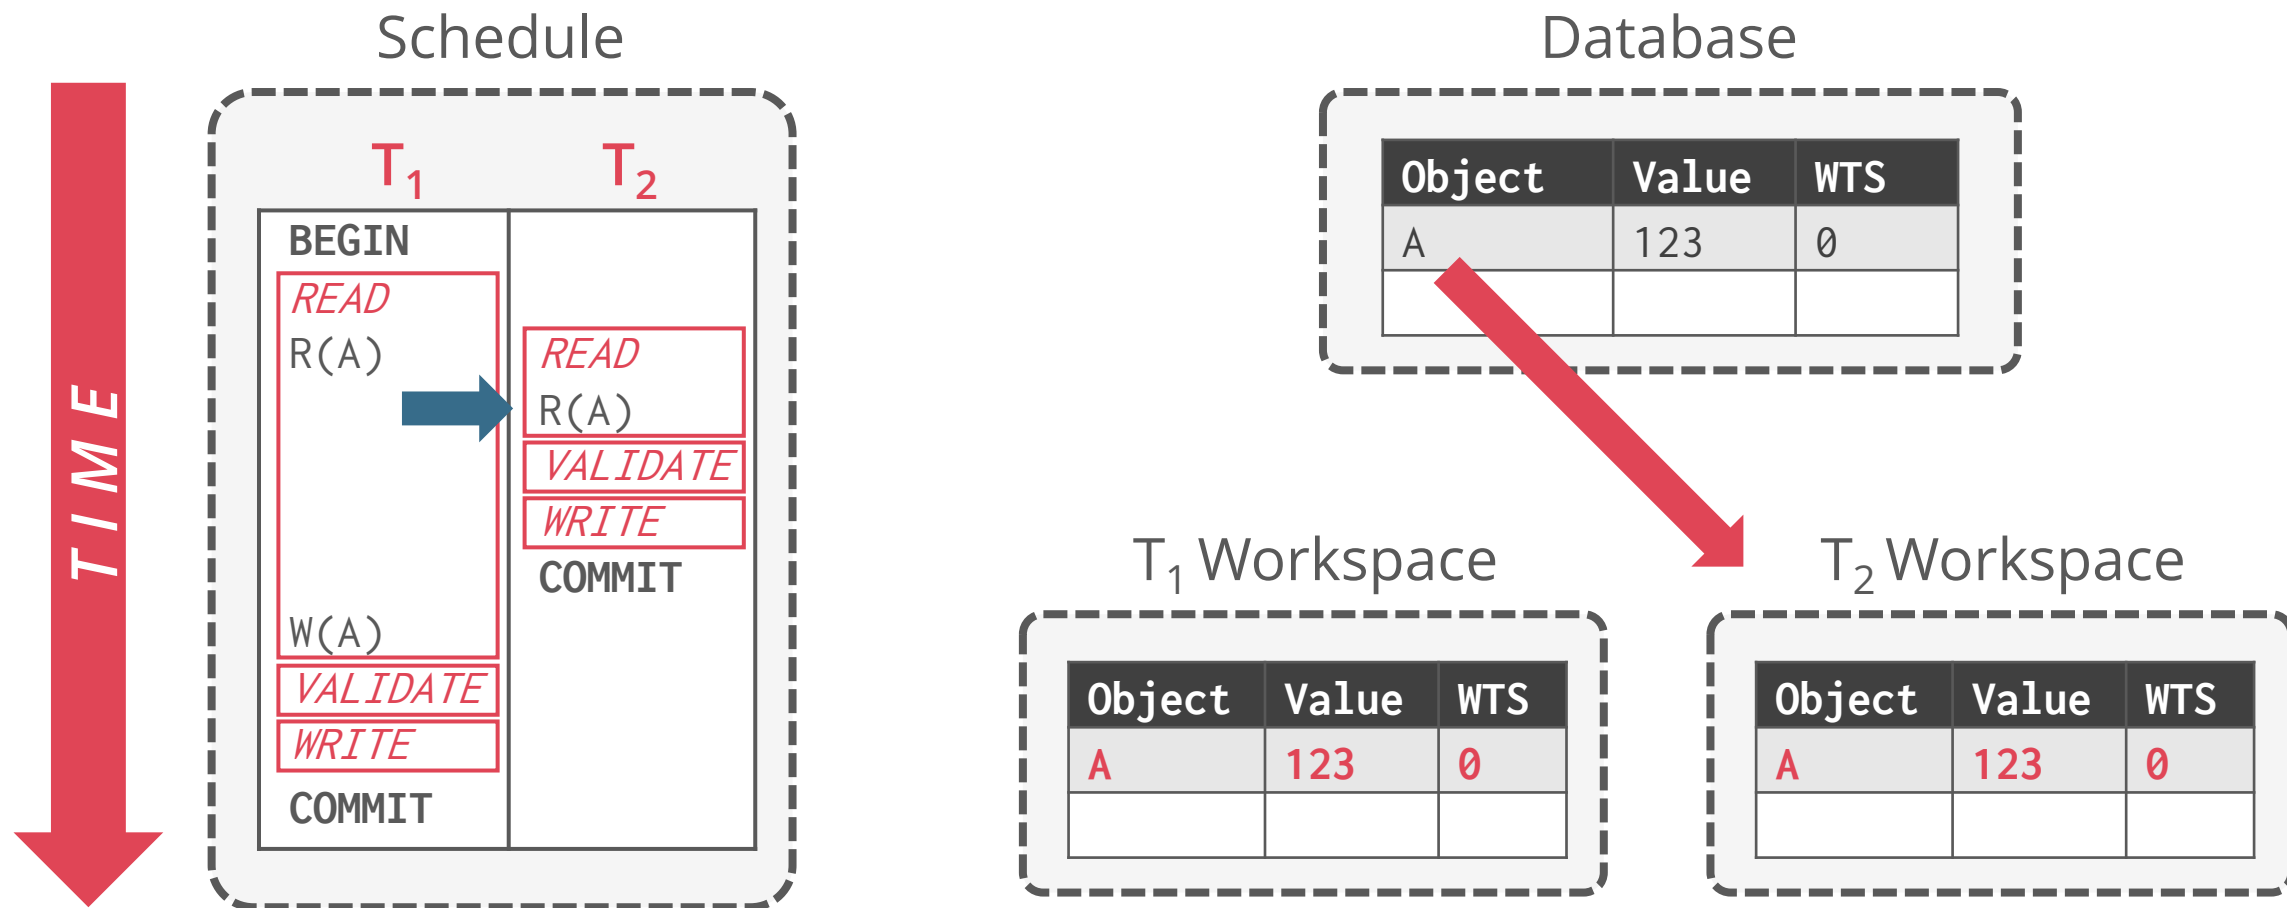 Schedule
Database
TIME
T1 T2
BEGIN
READ
R(A)
W(A)
VALIDATE
WRITE
COMMIT
READ
R(A)
VALIDATE
WRITE
COMMIT
Object Value WTS
A 123 0
T1 Workspace
Object Value WTS
A 123 0
T2 Workspace
Object Value WTS
A 123 0